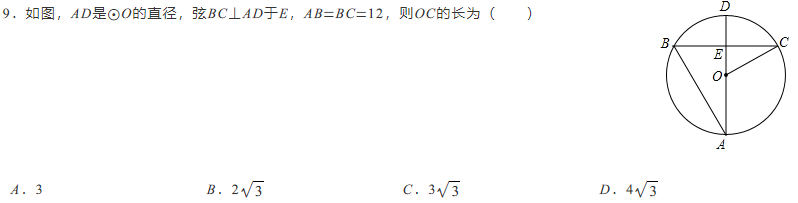 9．如图，AD是⊙O的直径，弦BC⊥AD于E，AB=BC=12，则OC的长为（　　）
D
B
C
E
O
A
A．3　　B．2√3　　C．3√3　　D．4√3